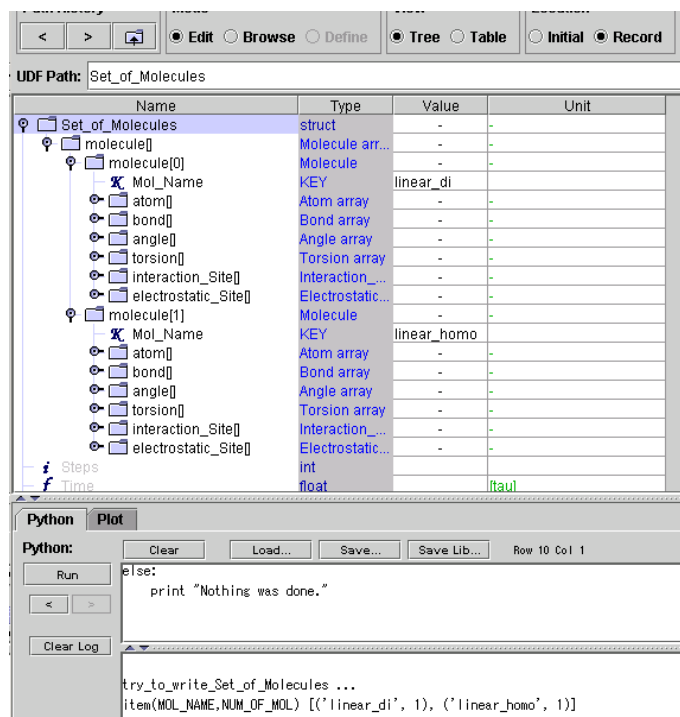 < > Edit Browse Define Tree Table Initial Record
UDF Path: Set_of_Molecules
Name Type Value Unit
Set_of_Molecules struct - -
molecule[] Molecule arr... - -
molecule[0] Molecule - -
K Mol_Name KEY linear_di
atom[] Atom array - -
bond[] Bond array - -
angle[] Angle array - -
torsion[] Torsion array - -
interaction_Site[] Interaction_... - -
electrostatic_Site[] Electrostatic... - -
molecule[1] Molecule - -
K Mol_Name KEY linear_homo
atom[] Atom array - -
bond[] Bond array - -
angle[] Angle array - -
torsion[] Torsion array - -
interaction_Site[] Interaction_... - -
electrostatic_Site[] Electrostatic... - -
i Steps int
f Time float [tau]
Python Plot
Python: Clear Load... Save... Save Lib... Row 10 Col 1
Run
else:
print "Nothing was done."
< >
Clear Log
try_to_write_Set_of_Molecules ...
item(MOL_NAME,NUM_OF_MOL) [('linear_di', 1), ('linear_homo', 1)]